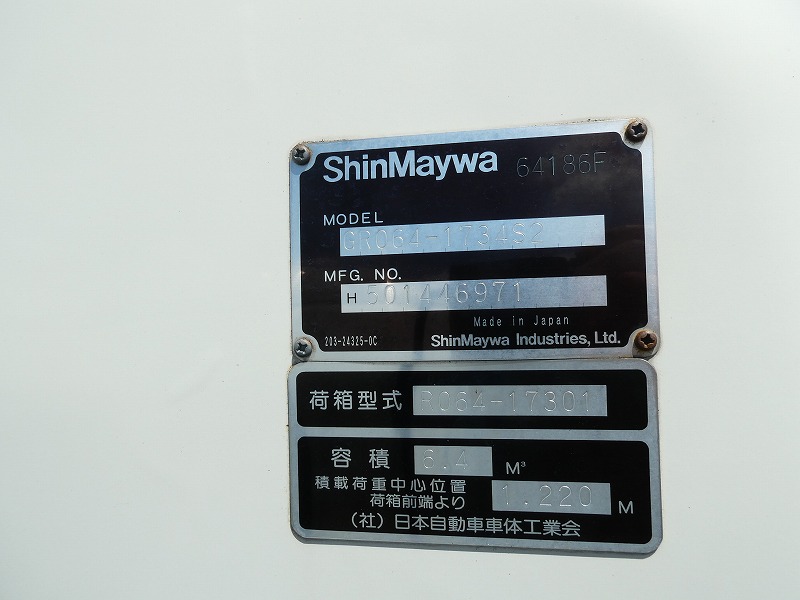 ShinMaywa 64186F
MODEL
GR064-1734S2
MFG. NO.
H 501446971
Made in Japan
203-24325-0C ShinMaywa Industries, Ltd.
荷箱型式 R064-17301
容積 6.4 M³
積載荷重中心位置
荷箱前端より 1.220 M
(社)日本自動車車体工業会